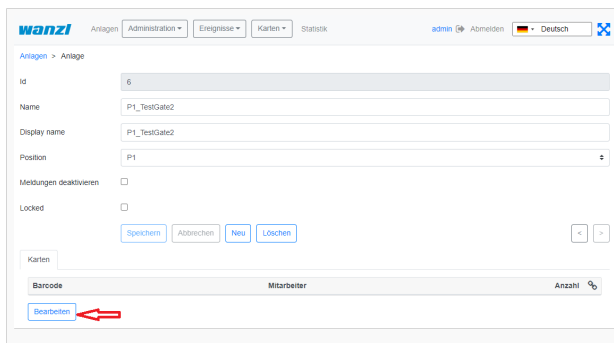 wanzl Anlagen Administration Ereignisse Karten Statistik admin Abmelden Deutsch
Anlagen > Anlage
Id 6
Name P1_TestGate2
Display name P1_TestGate2
Position P1
Meldungen deaktivieren
Locked
Speichern Abbrechen Neu Löschen < >
Karten
Barcode Mitarbeiter Anzahl
Bearbeiten